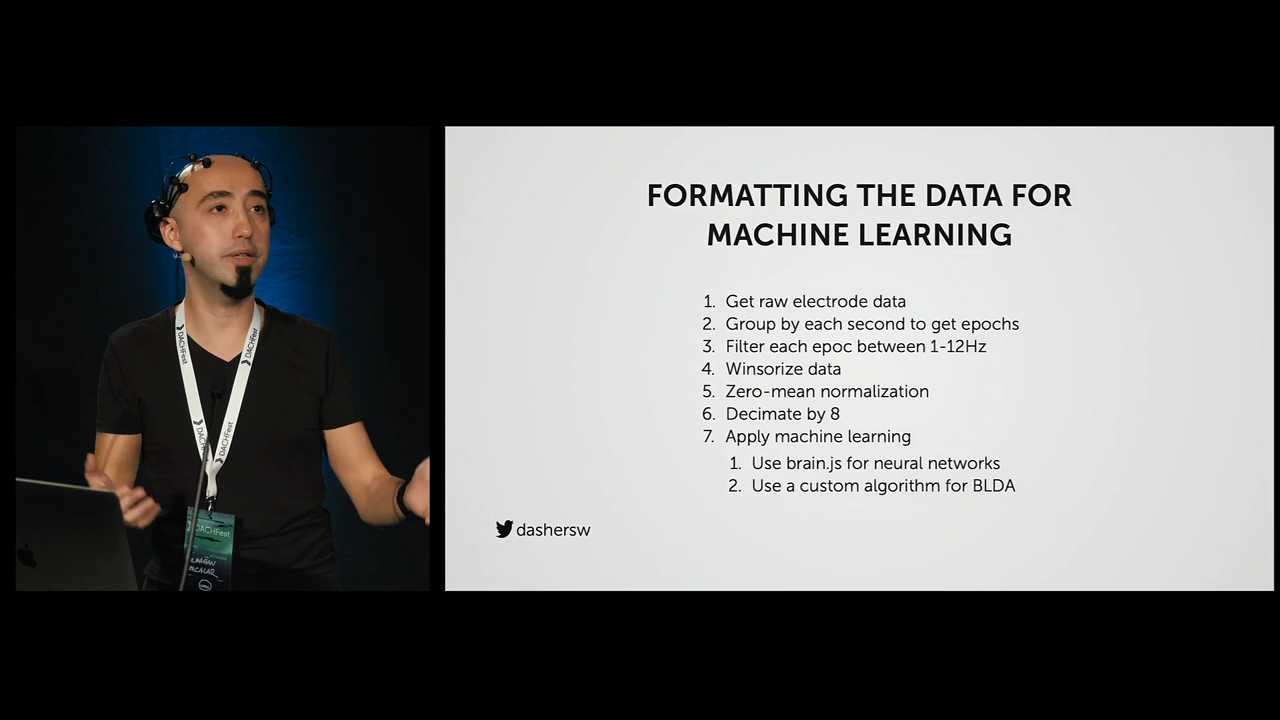 FORMATTING THE DATA FOR
MACHINE LEARNING
1. Get raw electrode data
2. Group by each second to get epochs
3. Filter each epoc between 1-12Hz
4. Winsorize data
5. Zero-mean normalization
6. Decimate by 8
7. Apply machine learning
1. Use brain.js for neural networks
2. Use a custom algorithm for BLDA
dashersw
DACHFest
DACHFest
DACHFest
DACHFest
DACHFest